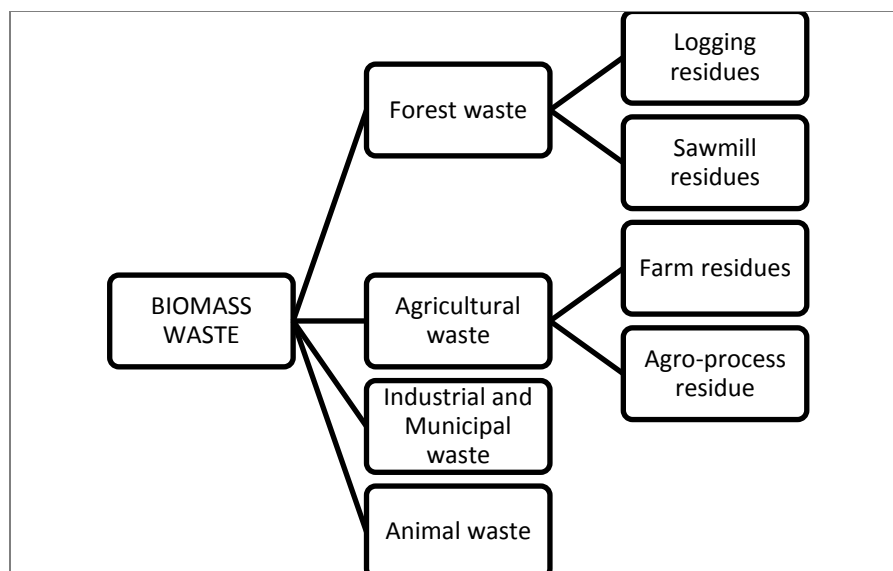 BIOMASS
WASTE
Forest waste
Logging
residues
Sawmill
residues
Agricultural
waste
Farm residues
Agro-process
residue
Industrial and
Municipal
waste
Animal waste